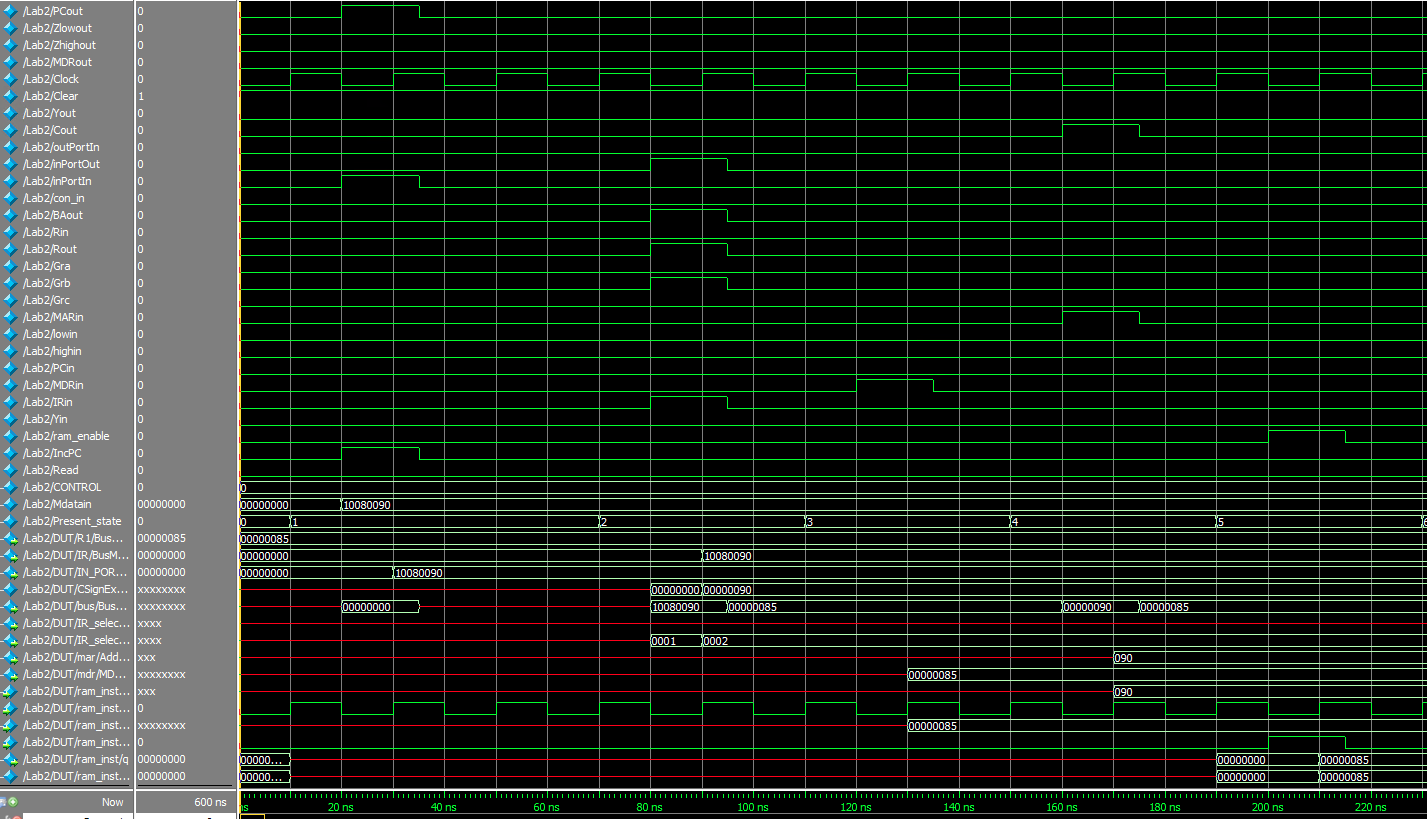 /Lab2/PCout 0
/Lab2/Zlowout 0
/Lab2/Zhighout 0
/Lab2/MDRout 0
/Lab2/Clock 0
/Lab2/Clear 1
/Lab2/Yout 0
/Lab2/Cout 0
/Lab2/outPortIn 0
/Lab2/inPortOut 0
/Lab2/inPortIn 0
/Lab2/con_in 0
/Lab2/BAout 0
/Lab2/Rin 0
/Lab2/Rout 0
/Lab2/Gra 0
/Lab2/Grb 0
/Lab2/Grc 0
/Lab2/MARin 0
/Lab2/lowin 0
/Lab2/highin 0
/Lab2/PCin 0
/Lab2/MDRin 0
/Lab2/IRin 0
/Lab2/Yin 0
/Lab2/ram_enable 0
/Lab2/IncPC 0
/Lab2/Read 0
/Lab2/CONTROL 0 0
/Lab2/Mdatain 00000000 00000000 10080090
/Lab2/Present_state 0 0 1 2 3 4 5 6
/Lab2/DUT/R1/Bus... 00000085 00000085
/Lab2/DUT/IR/BusM... 00000000 00000000 10080090
/Lab2/DUT/IN_POR... 00000000 00000000 10080090
/Lab2/DUT/CSignEx... xxxxxxxx 00000000 00000090
/Lab2/DUT/bus/Bus... xxxxxxxx 00000000 10080090 00000085 00000090 00000085
/Lab2/DUT/IR_selec... xxxx
/Lab2/DUT/IR_selec... xxxx 0001 0002
/Lab2/DUT/mar/Add... xxx 090
/Lab2/DUT/mdr/MD... xxxxxxxx 00000085
/Lab2/DUT/ram_inst... xxx 090
/Lab2/DUT/ram_inst... 0
/Lab2/DUT/ram_inst... xxxxxxxx 00000085
/Lab2/DUT/ram_inst... 0
/Lab2/DUT/ram_inst/q 00000000 00000... 00000000 00000085
/Lab2/DUT/ram_inst... 00000000 00000... 00000000 00000085
Now 600 ns ns 20 ns 40 ns 60 ns 80 ns 100 ns 120 ns 140 ns 160 ns 180 ns 200 ns 220 ns